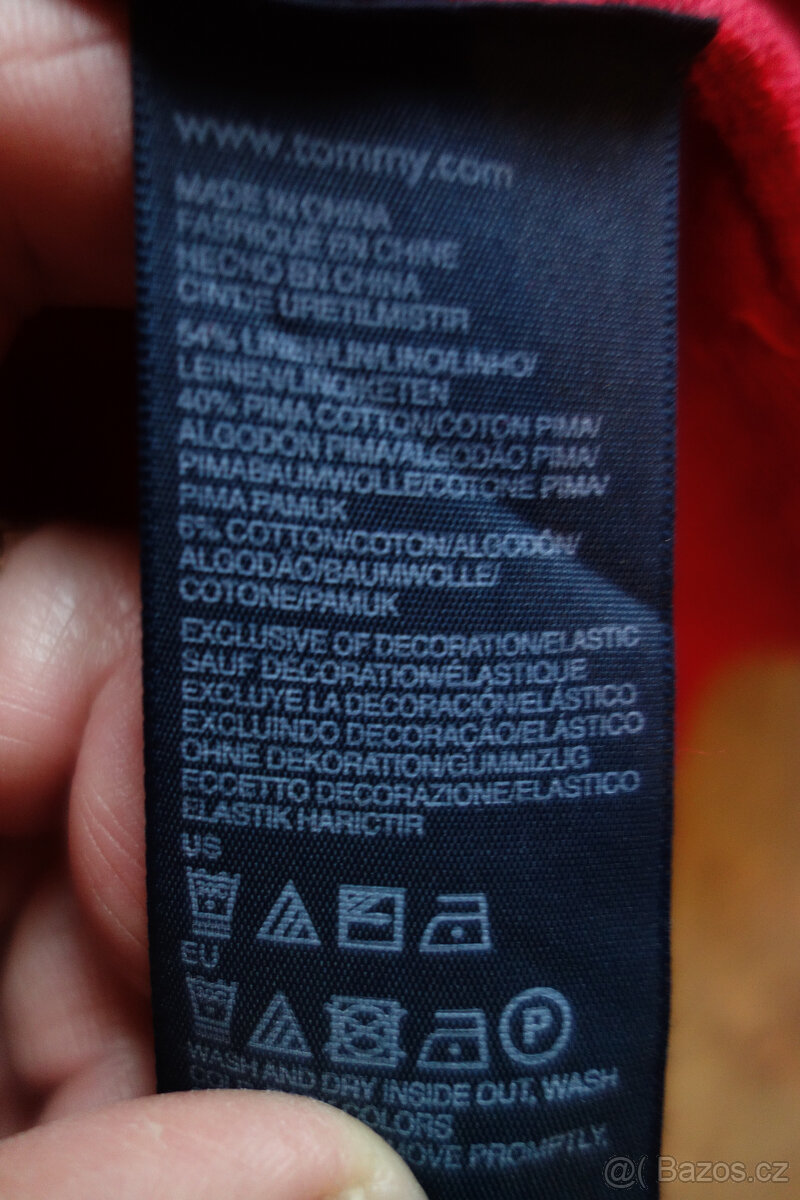 www.tommy.com
MADE IN CHINA
FABRIQUÉ EN CHINE
HECHO EN CHINA
CIN'DE URETILMISTIR
54% LINEN/LIN/LINO/LINHO/
LEINEN/LINO/KETEN
40% PIMA COTTON/COTON PIMA/
ALGODÓN PIMA/ALGODÃO PIMA/
PIMABAUMWOLLE/COTONE PIMA/
PIMA PAMUK
6% COTTON/COTON/ALGODÓN/
ALGODÃO/BAUMWOLLE/
COTONE/PAMUK
EXCLUSIVE OF DECORATION/ELASTIC
SAUF DÉCORATION/ÉLASTIQUE
EXCLUYE LA DECORACIÓN/ELÁSTICO
EXCLUINDO DECORAÇÃO/ELÁSTICO
OHNE DEKORATION/GUMMIZUG
ECCETTO DECORAZIONE/ELASTICO
ELASTIK HARICTIR
US
EU
P
WASH AND DRY INSIDE OUT. WASH
COLORS
PROMPTLY.
@( Bazos.cz